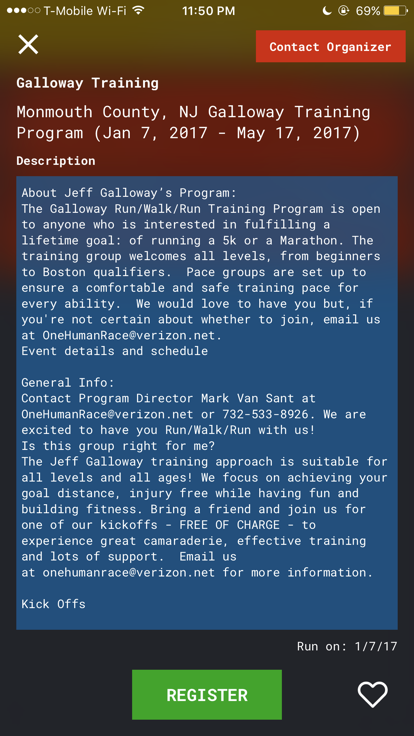 T-Mobile Wi-Fi 11:50 PM 69%
Contact Organizer
Galloway Training
Monmouth County, NJ Galloway Training
Program (Jan 7, 2017 - May 17, 2017)
Description
About Jeff Galloway’s Program:
The Galloway Run/Walk/Run Training Program is open
to anyone who is interested in fulfilling a
lifetime goal: of running a 5k or a Marathon. The
training group welcomes all levels, from beginners
to Boston qualifiers.  Pace groups are set up to
ensure a comfortable and safe training pace for
every ability.  We would love to have you but, if
you're not certain about whether to join, email us
at OneHumanRace@verizon.net.
Event details and schedule
General Info:
Contact Program Director Mark Van Sant at
OneHumanRace@verizon.net or 732-533-8926. We are
excited to have you Run/Walk/Run with us!
Is this group right for me?
The Jeff Galloway training approach is suitable for
all levels and all ages! We focus on achieving your
goal distance, injury free while having fun and
building fitness. Bring a friend and join us for
one of our kickoffs - FREE OF CHARGE - to
experience great camaraderie, effective training
and lots of support.  Email us
at onehumanrace@verizon.net for more information.
Kick Offs
Run on: 1/7/17
REGISTER